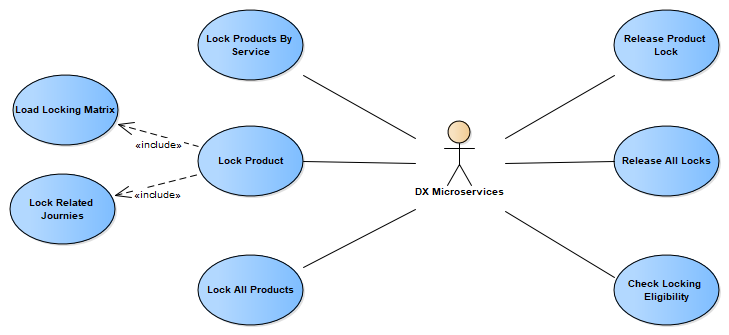 Lock Products By
Service
Release Product
Lock
Load Locking Matrix
«include»
Lock Product
Release All Locks
DX Microservices
«include»
Lock Related
Journies
Lock All Products
Check Locking
Eligibility